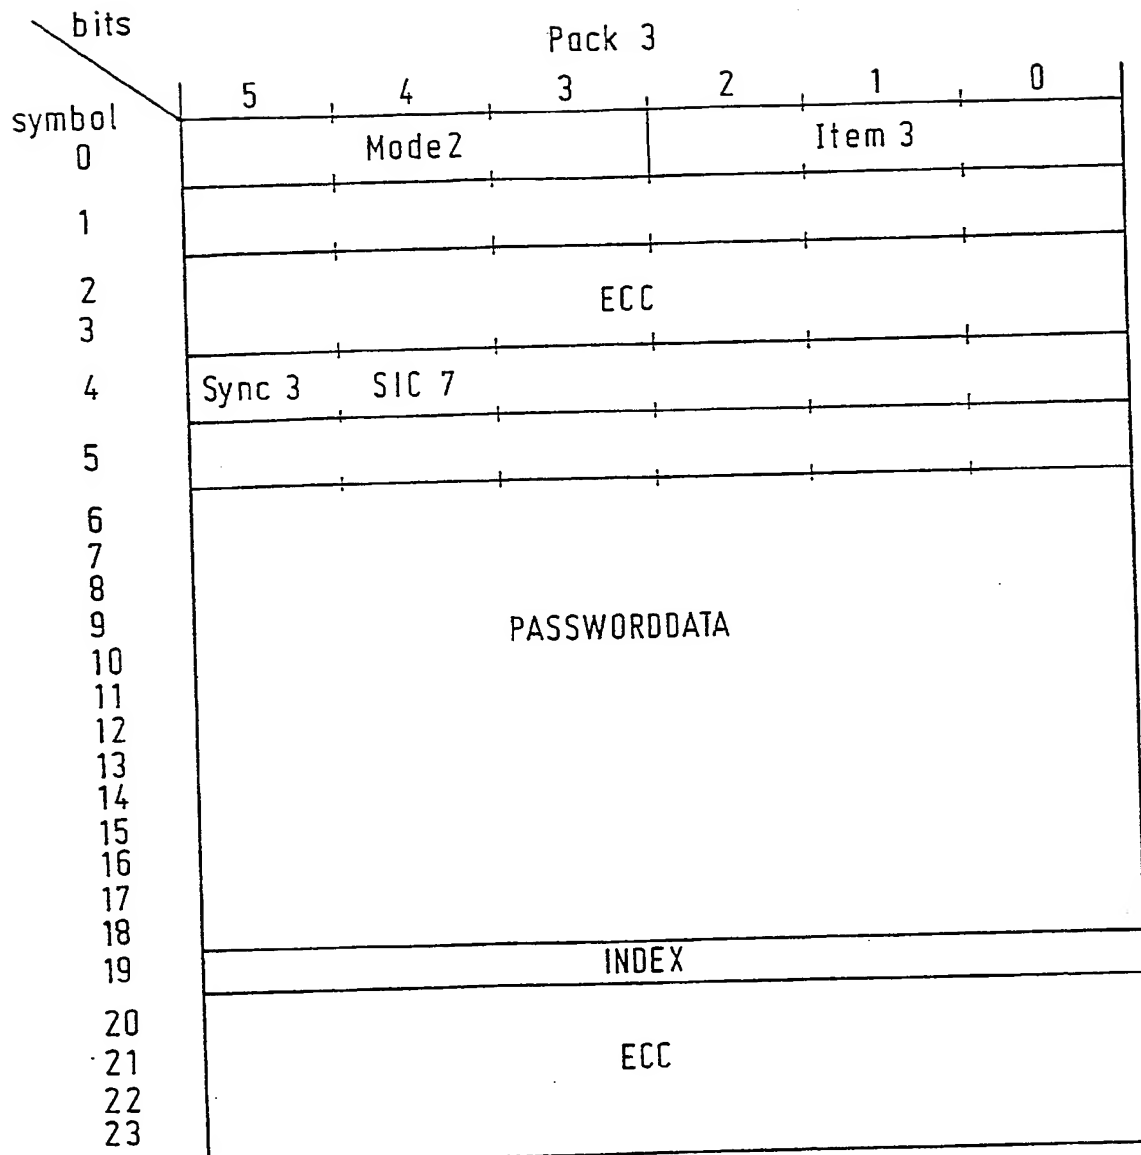 bits
Pack 3
5 4 3 2 1 0
symbol
0 Mode2 Item 3
1
2
ECC
3
4 Sync 3 SIC 7
5
6
7
8
9 PASSWORDDATA
10
11
12
13
14
15
16
17
18
19 INDEX
20
21 ECC
22
23